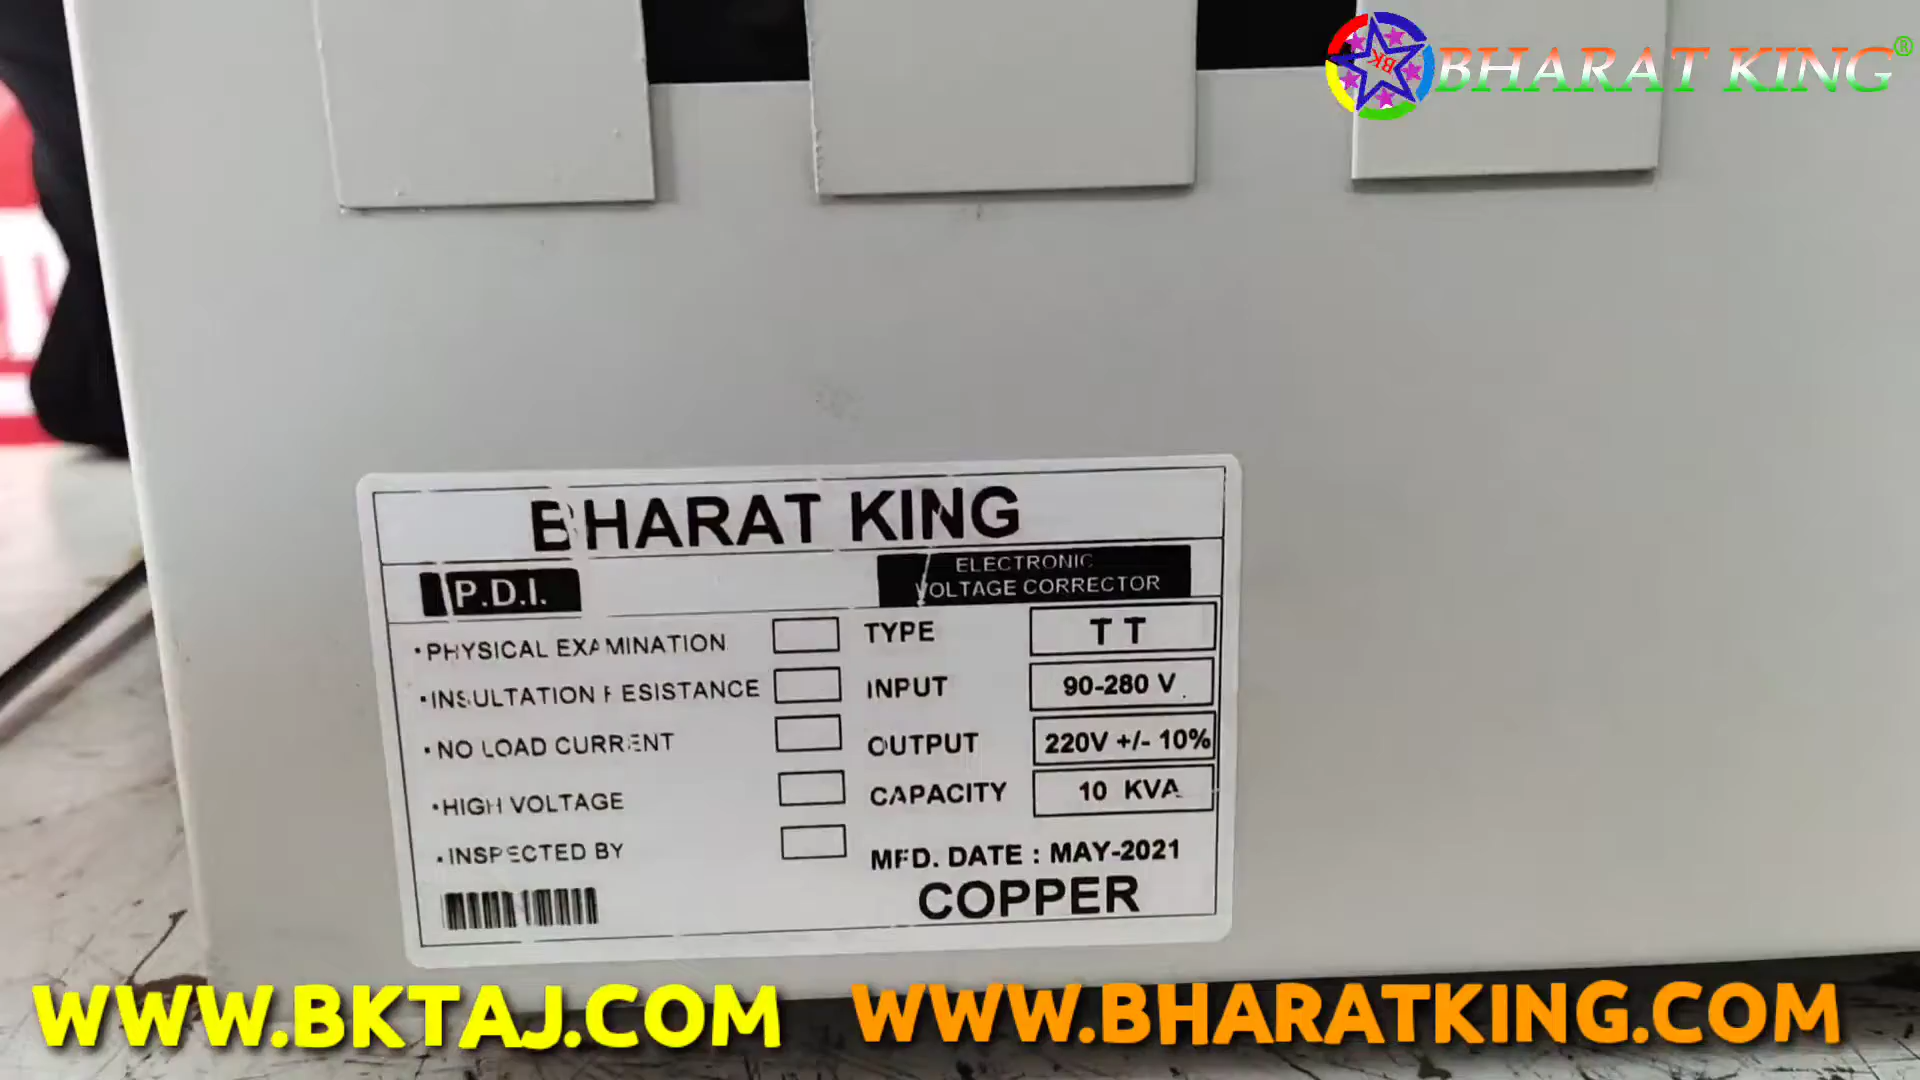 BHARAT KING®
BK
BHARAT KING
P.D.I.
ELECTRONIC
VOLTAGE CORRECTOR
•PHYSICAL EXAMINATION
•INSULTATION RESISTANCE
•NO LOAD CURRENT
•HIGH VOLTAGE
•INSPECTED BY
TYPE TT
INPUT 90-280 V
OUTPUT 220V +/- 10%
CAPACITY 10 KVA
MFD. DATE : MAY-2021
COPPER
WWW.BKTAJ.COM WWW.BHARATKING.COM